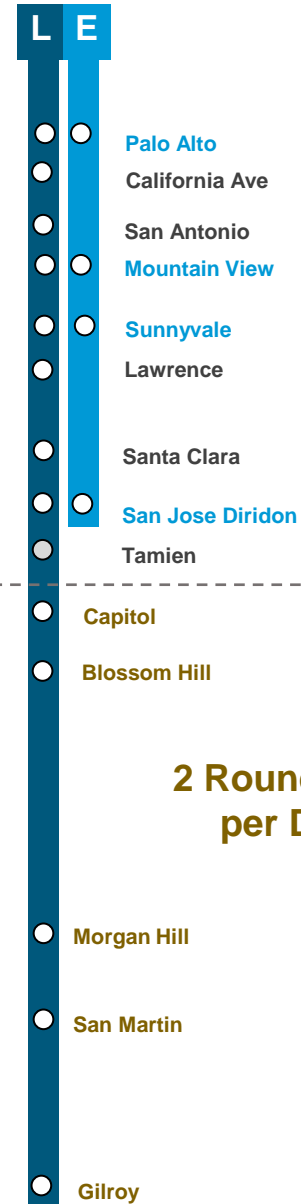 L E
Palo Alto
California Ave
San Antonio
Mountain View
Sunnyvale
Lawrence
Santa Clara
San Jose Diridon
Tamien
Capitol
Blossom Hill
2
per
Morgan Hill
San Martin
Gilroy